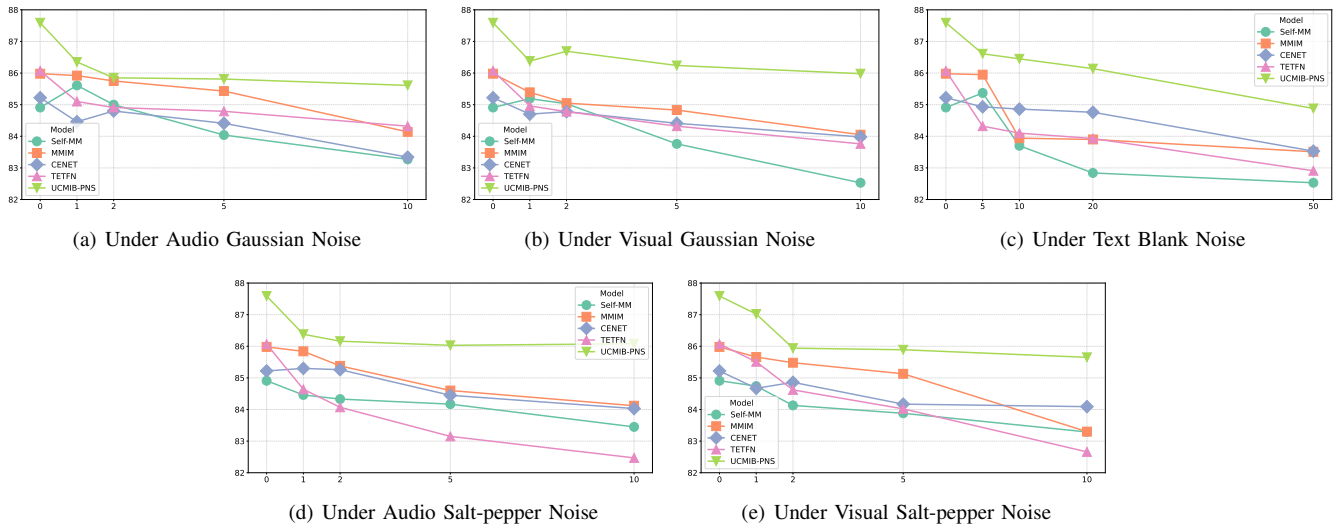 88
87
86
85
84
83
82
Model
Self-MM
MMIM
CENET
TETFN
UCMIB-PNS
0 1 2 5 10
(a) Under Audio Gaussian Noise
88
87
86
85
84
83
82
Model
Self-MM
MMIM
CENET
TETFN
UCMIB-PNS
0 1 2 5 10
(b) Under Visual Gaussian Noise
88
87
86
85
84
83
82
Model
Self-MM
MMIM
CENET
TETFN
UCMIB-PNS
0 5 10 20 50
(c) Under Text Blank Noise
88
87
86
85
84
83
82
Model
Self-MM
MMIM
CENET
TETFN
UCMIB-PNS
0 1 2 5 10
(d) Under Audio Salt-pepper Noise
88
87
86
85
84
83
82
Model
Self-MM
MMIM
CENET
TETFN
UCMIB-PNS
0 1 2 5 10
(e) Under Visual Salt-pepper Noise